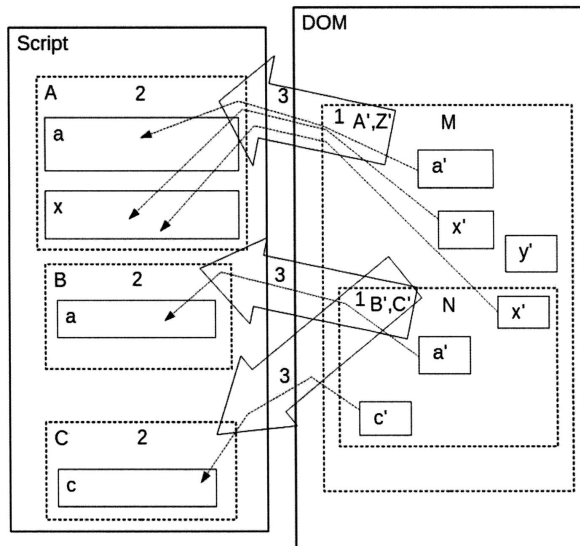 Script
A 2
a
x
B 2
a
C 2
c
3
3
3
DOM
1 A',Z' M
a'
x'
y'
1 B',C' N
x'
a'
c'